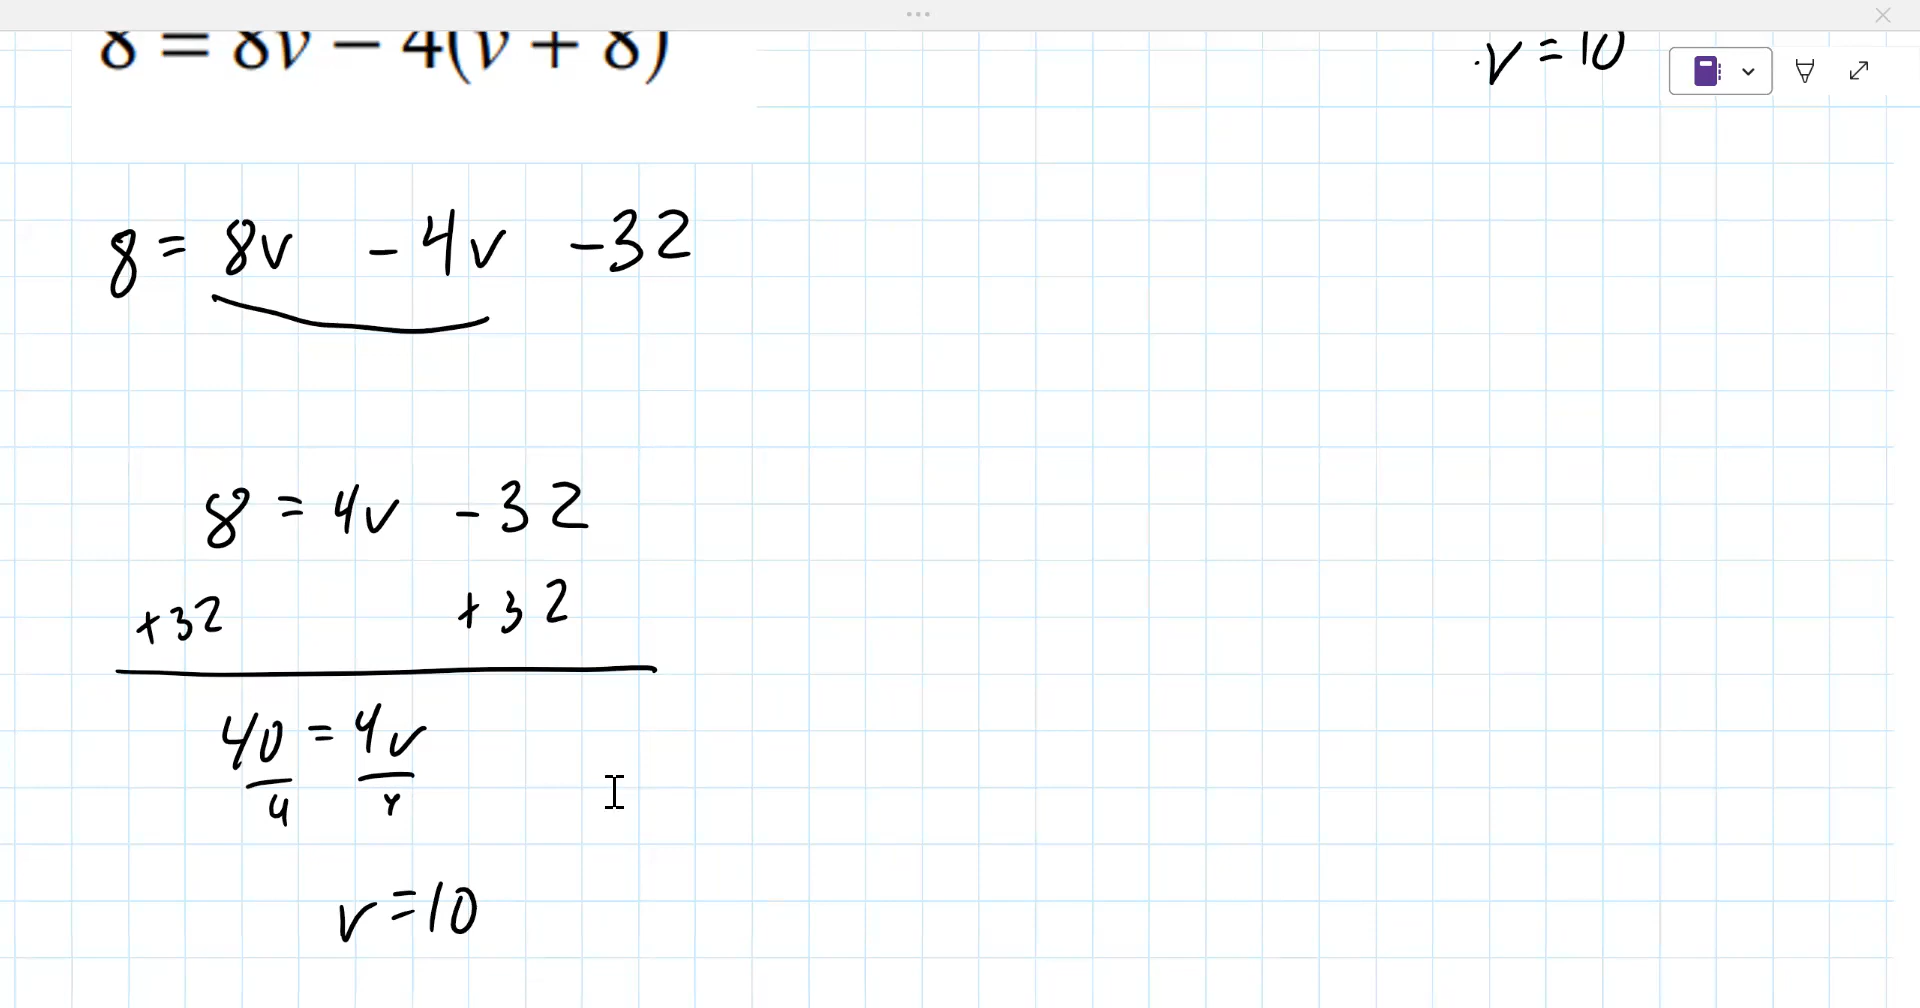 8 = 8v − 4(v + 8)
v = 10
8 = 8v - 4v - 32
8 = 4v - 32
+32 +32
40 = 4v
4 4
v = 10